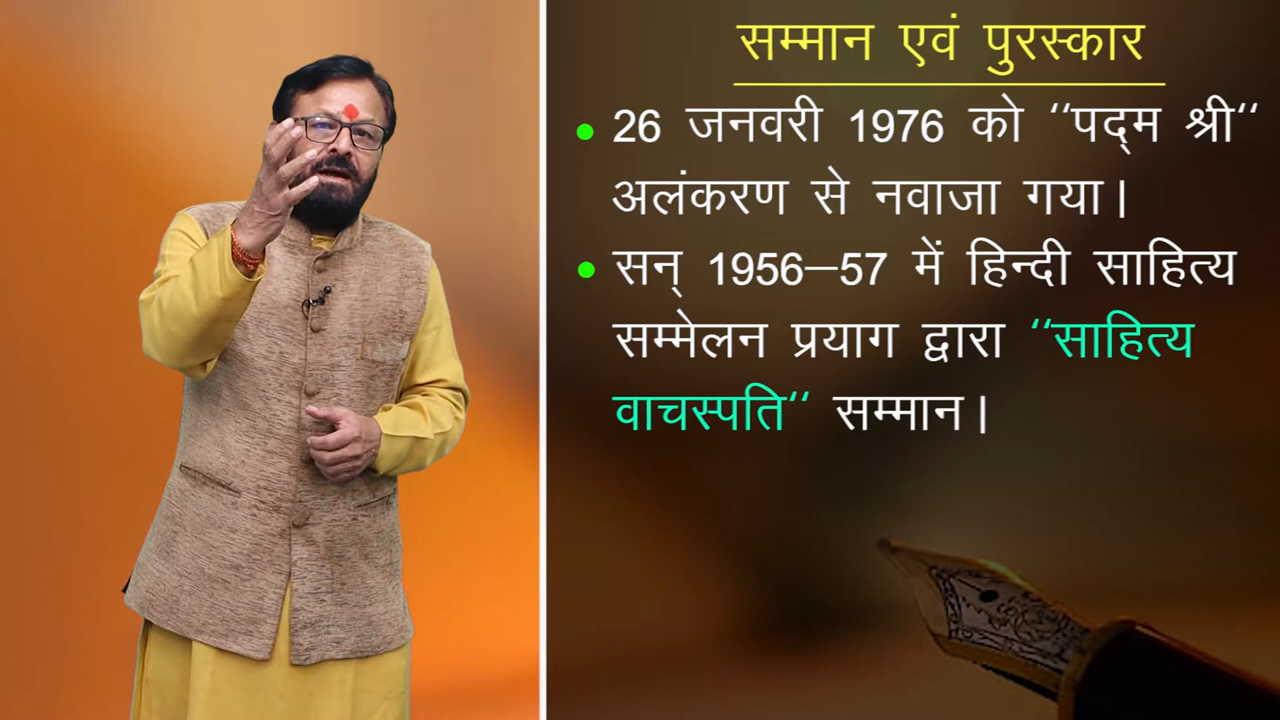 सम्मान एवं पुरस्कार
26 जनवरी 1976 को ‘‘पद्म श्री‘‘
अलंकरण से नवाजा गया।
सन् 1956–57 में हिन्दी साहित्य
सम्मेलन प्रयाग द्वारा ‘‘साहित्य
वाचस्पति‘‘ सम्मान।